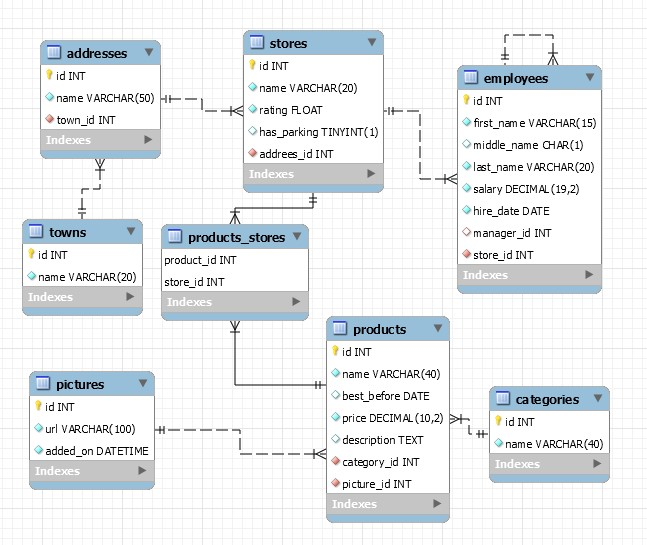 addresses
id INT
name VARCHAR(50)
town_id INT
Indexes
stores
id INT
name VARCHAR(20)
rating FLOAT
has_parking TINYINT(1)
addrees_id INT
Indexes
employees
id INT
first_name VARCHAR(15)
middle_name CHAR(1)
last_name VARCHAR(20)
salary DECIMAL(19,2)
hire_date DATE
manager_id INT
store_id INT
Indexes
towns
id INT
name VARCHAR(20)
Indexes
products_stores
product_id INT
store_id INT
Indexes
products
id INT
name VARCHAR(40)
best_before DATE
price DECIMAL(10,2)
description TEXT
category_id INT
picture_id INT
Indexes
pictures
id INT
url VARCHAR(100)
added_on DATETIME
Indexes
categories
id INT
name VARCHAR(40)
Indexes